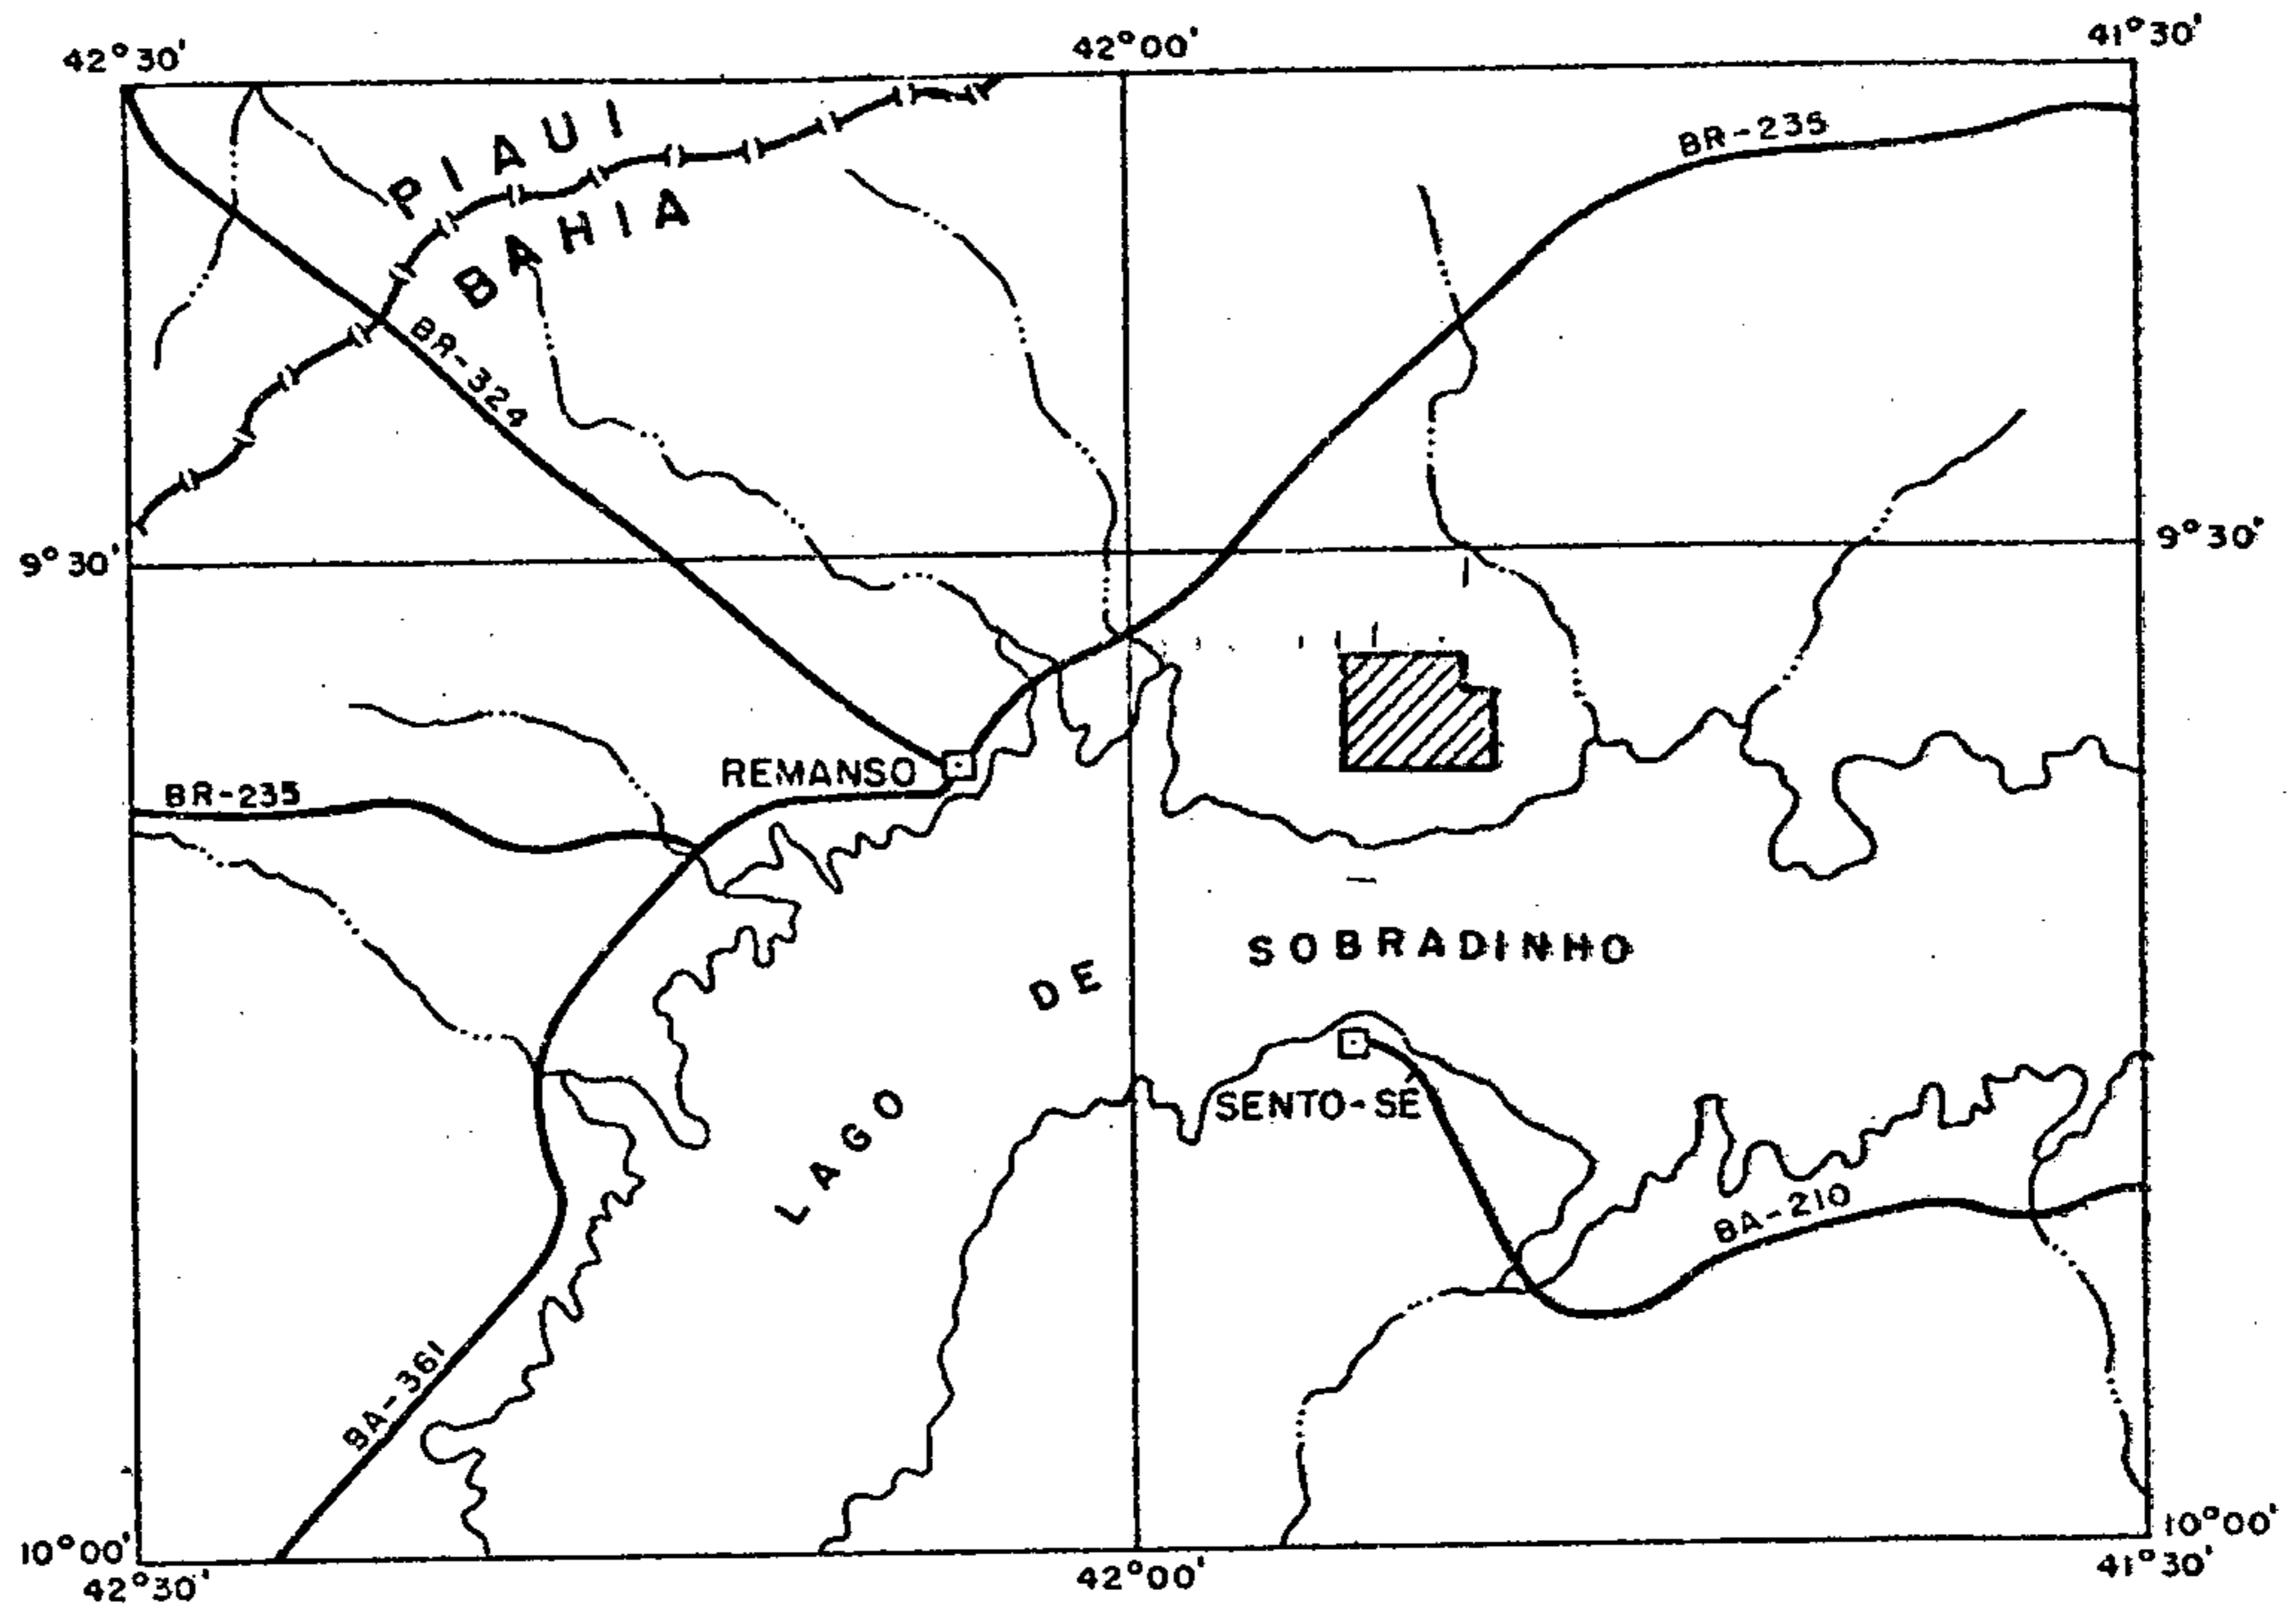 42°30' 42°00' 41°30'
PIAUI
BAHIA
BR-235
BR-324
9°30' 9°30'
REMANSO
BR-235
SOBRADINHO
DE
LAGO
SENTO-SÉ
BA-210
BA-361
10°00' 10°00'
42°30' 42°00' 41°30'